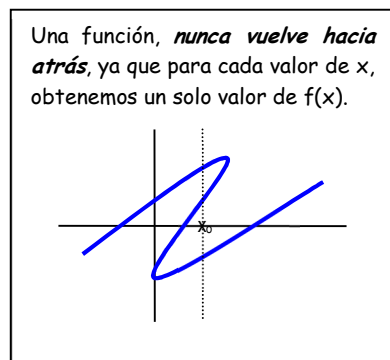 Una función, nunca vuelve hacia
atrás, ya que para cada valor de x,
obtenemos un solo valor de f(x).
x₀